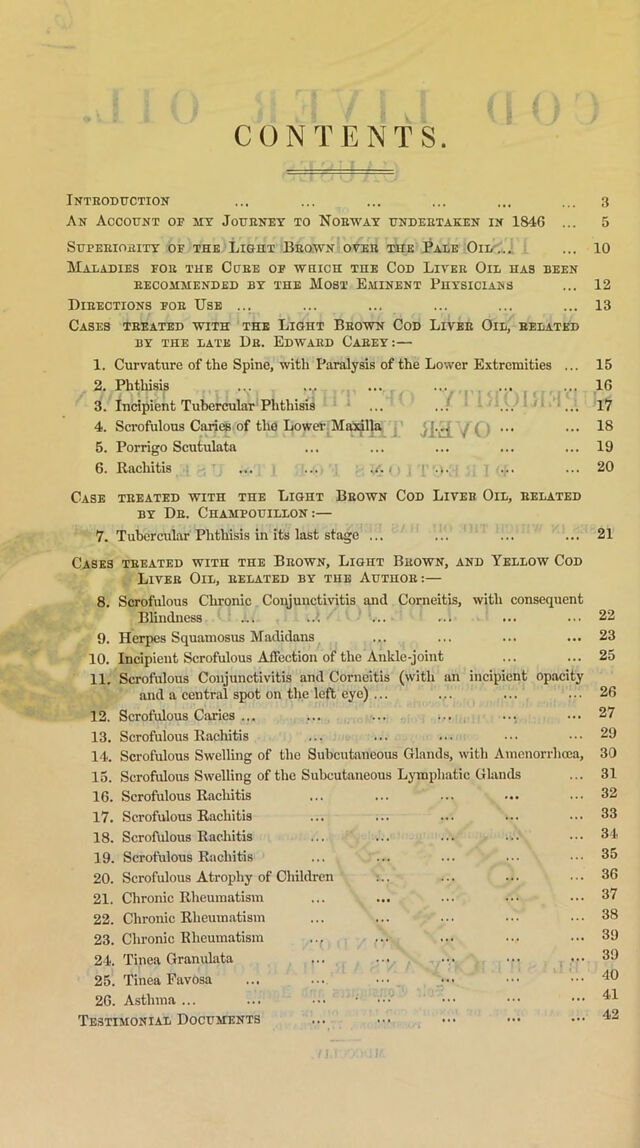 CONTENTS.
INTRODUCTION ... ... ... ... ... ... 3
AN ACCOUNT OF MY JOURNEY TO NORWAY UNDERTAKEN IN 1846 ... 5
SUPERIORITY OF THE LIGHT BROWN OVER THE PALE OIL ... ... 10
MALADIES FOR THE CURE OF WHICH THE COD LIVER OIL HAS BEEN
RECOMMENDED BY THE MOST EMINENT PHYSICIANS ... 12
DIRECTIONS FOR USE ... ... ... ... ... ... 13
CASES TREATED WITH THE LIGHT BROWN COD LIVER OIL, RELATED
BY THE LATE DR. EDWARD CAREY:—
1. Curvature of the Spine, with Paralysis of the Lower Extremities ... 15
2. Phthisis ... ... ... ... ... ... 16
3. Incipient Tubercular Phthisis ... ... ... ... 17
4. Scrofulous Caries of the Lower Maxilla ... ... ... 18
5. Porrigo Scutulata ... ... ... ... ... 19
6. Rachitis ... ... ... ... ... ... 20
CASE TREATED WITH THE LIGHT BROWN COD LIVER OIL, RELATED
BY DR. CHAMPOUILLON:—
7. Tubercular Phthisis in its last stage ... ... ... ... 21
CASES TREATED WITH THE BROWN, LIGHT BROWN, AND YELLOW COD
LIVER OIL, RELATED BY THE AUTHOR:—
8. Scrofulous Chronic Conjunctivitis and Corneitis, with consequent
Blindness ... ... ... ... ... ... 22
9. Herpes Squamosus Madidans ... ... ... ... 23
10. Incipient Scrofulous Affection of the Ankle-joint ... ... 25
11. Scrofulous Conjunctivitis and Corneitis (with an incipient opacity
and a central spot on the left eye) ... ... ... ... 26
12. Scrofulous Caries ... ... ... ... ... ... 27
13. Scrofulous Rachitis ... ... ... ... ... 29
14. Scrofulous Swelling of the Subcutaneous Glands, with Amenorrhœa, 30
15. Scrofulous Swelling of the Subcutaneous Lymphatic Glands ... 31
16. Scrofulous Rachitis ... ... ... ... ... 32
17. Scrofulous Rachitis ... ... ... ... ... 33
18. Scrofulous Rachitis ... ... ... ... ... 34
19. Scrofulous Rachitis ... ... ... ... ... 35
20. Scrofulous Atrophy of Children ... ... ... ... 36
21. Chronic Rheumatism ... ... ... ... ... 37
22. Chronic Rheumatism ... ... ... ... ... 38
23. Chronic Rheumatism ... ... ... ... ... 39
24. Tinea Granulata ... ... ... ... ... 39
25. Tinea Favosa ... ... ... ... ... ... 40
26. Asthma ... ... ... ... ... ... ... 41
TESTIMONIAL DOCUMENTS ... ... ... ... ... 42